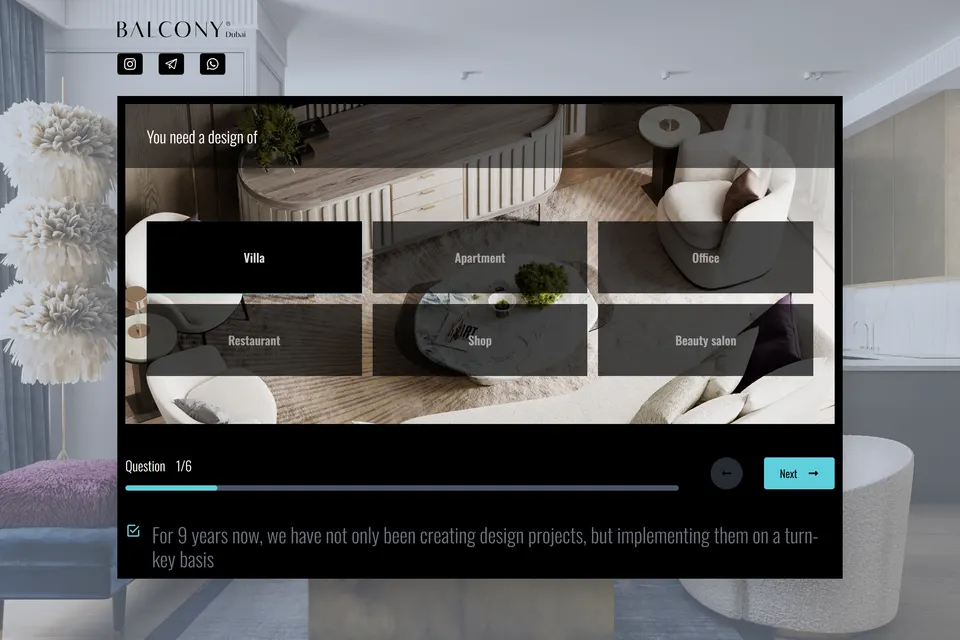 BALCONY®
Dubai
You need a design of
Villa
Apartment
Office
Restaurant
Shop
Beauty salon
Question 1/6
Next
For 9 years now, we have not only been creating design projects, but implementing them on a turn-
key basis